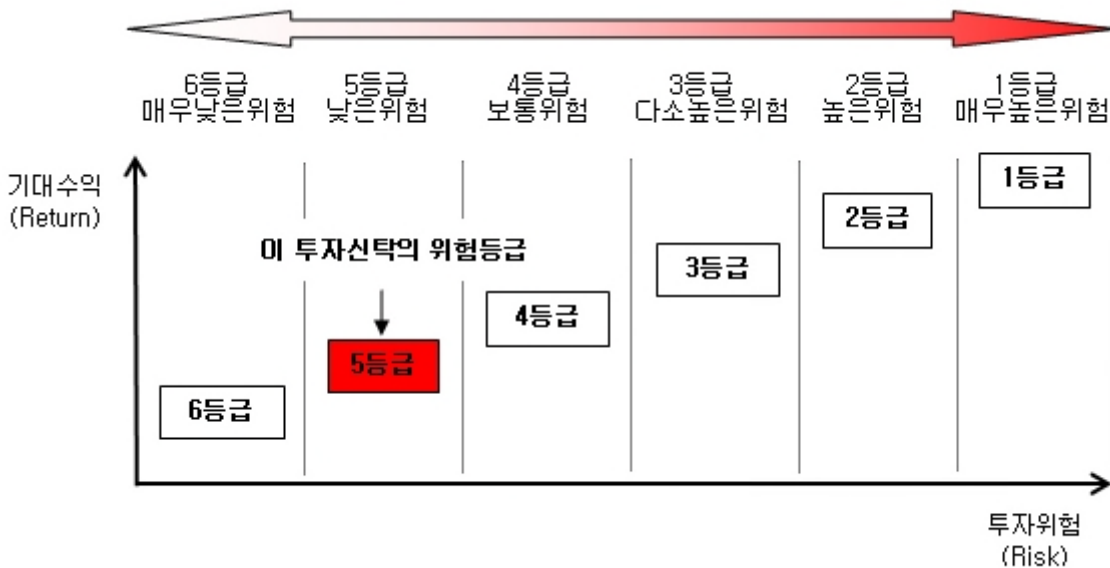 6등급
매우낮은위험
5등급
낮은위험
4등급
보통위험
3등급
다소높은위험
2등급
높은위험
1등급
매우높은위험
기대수익
(Return)
1등급
2등급
이 투자신탁의 위험등급
3등급
4등급
5등급
6등급
투자위험
(Risk)